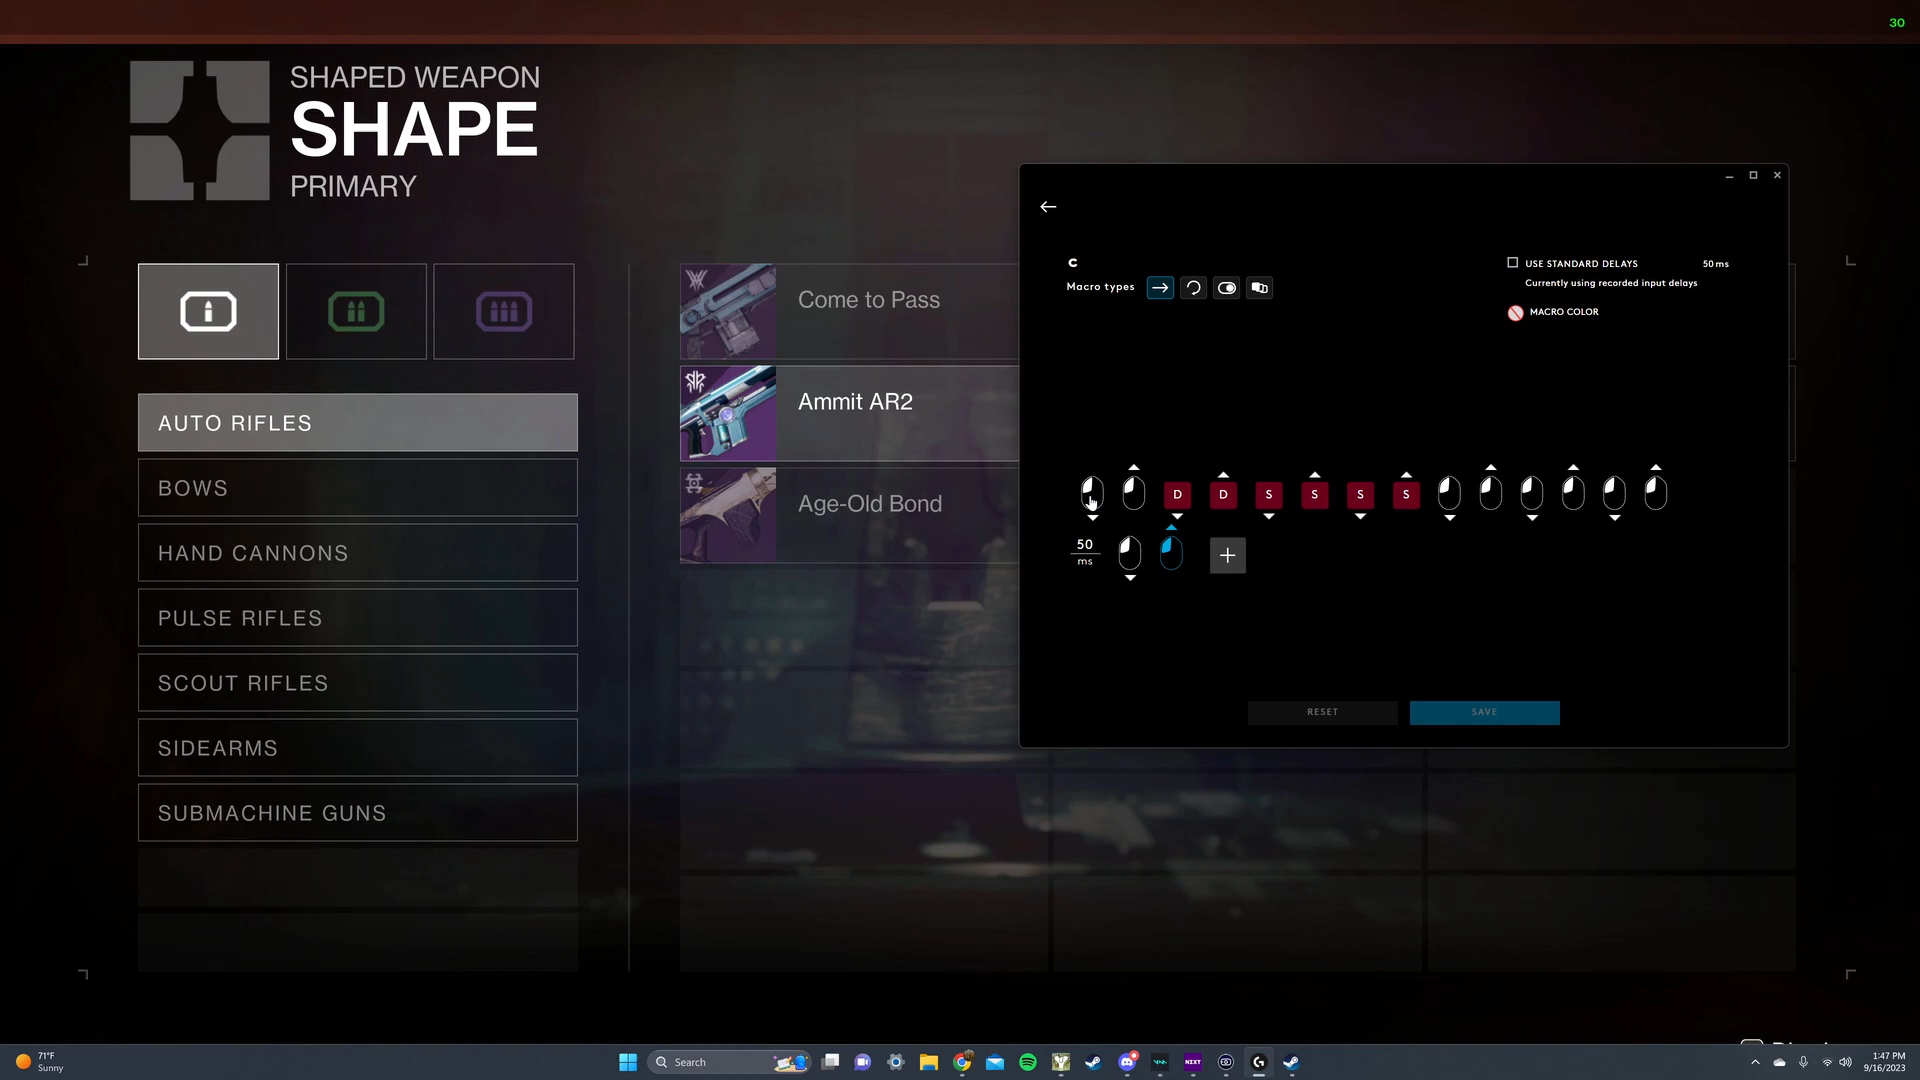 30
SHAPED WEAPON
SHAPE
PRIMARY
AUTO RIFLES
BOWS
HAND CANNONS
PULSE RIFLES
SCOUT RIFLES
SIDEARMS
SUBMACHINE GUNS
Come to Pass
Ammit AR2
Age-Old Bond
C
Macro types
USE STANDARD DELAYS 50 ms
Currently using recorded input delays
MACRO COLOR
D D S S S S
50
ms
RESET SAVE
71°F
Sunny
Search
NZXT
1:47 PM
9/16/2023